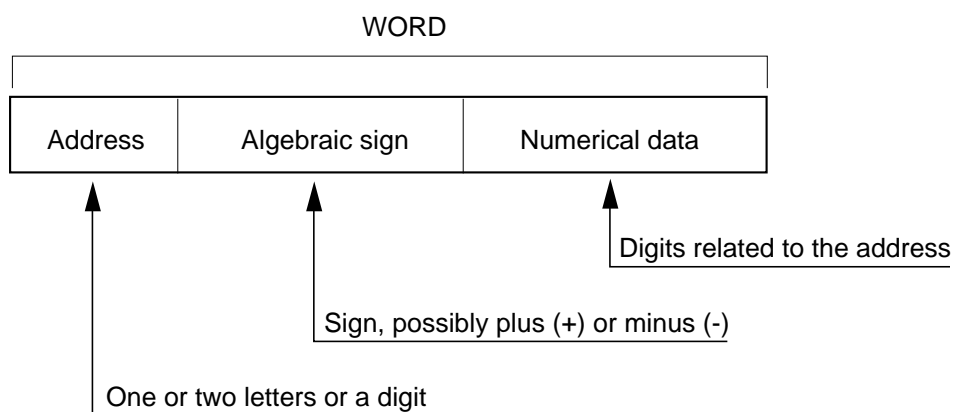 WORD
Address Algebraic sign Numerical data
Digits related to the address
Sign, possibly plus (+) or minus (-)
One or two letters or a digit